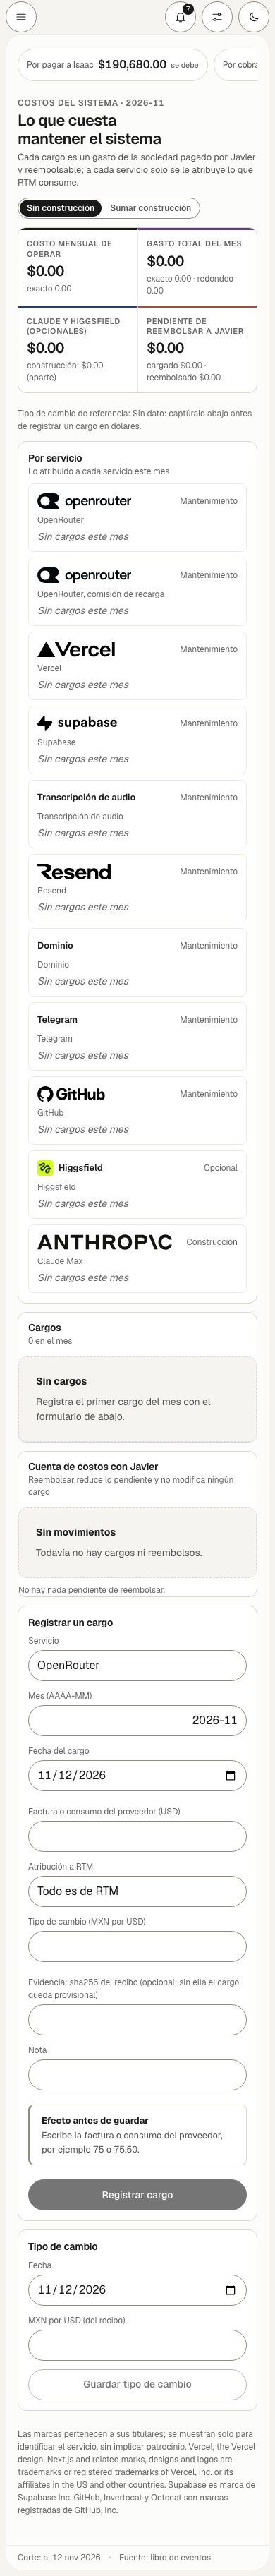 7
Por pagar a Isaac $190,680.00 se debe
Por cobra
COSTOS DEL SISTEMA · 2026-11
Lo que cuesta
mantener el sistema
Cada cargo es un gasto de la sociedad pagado por Javier
y reembolsable; a cada servicio solo se le atribuye lo que
RTM consume.
Sin construcción Sumar construcción
COSTO MENSUAL DE
OPERAR
$0.00
exacto 0.00
GASTO TOTAL DEL MES
$0.00
exacto 0.00 · redondeo
0.00
CLAUDE Y HIGGSFIELD
(OPCIONALES)
$0.00
construcción: $0.00
(aparte)
PENDIENTE DE
REEMBOLSAR A JAVIER
$0.00
cargado $0.00 ·
reembolsado $0.00
Tipo de cambio de referencia: Sin dato: captúralo abajo antes
de registrar un cargo en dólares.
Por servicio
Lo atribuido a cada servicio este mes
openrouter Mantenimiento
OpenRouter
Sin cargos este mes
openrouter Mantenimiento
OpenRouter, comisión de recarga
Sin cargos este mes
Vercel Mantenimiento
Vercel
Sin cargos este mes
supabase Mantenimiento
Supabase
Sin cargos este mes
Transcripción de audio Mantenimiento
Transcripción de audio
Sin cargos este mes
Resend Mantenimiento
Resend
Sin cargos este mes
Dominio Mantenimiento
Dominio
Sin cargos este mes
Telegram Mantenimiento
Telegram
Sin cargos este mes
GitHub Mantenimiento
GitHub
Sin cargos este mes
Higgsfield Opcional
Higgsfield
Sin cargos este mes
ANTHROP\C Construcción
Claude Max
Sin cargos este mes
Cargos
0 en el mes
Sin cargos
Registra el primer cargo del mes con el
formulario de abajo.
Cuenta de costos con Javier
Reembolsar reduce lo pendiente y no modifica ningún
cargo
Sin movimientos
Todavía no hay cargos ni reembolsos.
No hay nada pendiente de reembolsar.
Registrar un cargo
Servicio
OpenRouter
Mes (AAAA-MM)
2026-11
Fecha del cargo
11/12/2026
Factura o consumo del proveedor (USD)
Atribución a RTM
Todo es de RTM
Tipo de cambio (MXN por USD)
Evidencia: sha256 del recibo (opcional; sin ella el cargo
queda provisional)
Nota
Efecto antes de guardar
Escribe la factura o consumo del proveedor,
por ejemplo 75 o 75.50.
Registrar cargo
Tipo de cambio
Fecha
11/12/2026
MXN por USD (del recibo)
Guardar tipo de cambio
Las marcas pertenecen a sus titulares; se muestran solo para
identificar el servicio, sin implicar patrocinio. Vercel, the Vercel
design, Next.js and related marks, designs and logos are
trademarks or registered trademarks of Vercel, Inc. or its
affiliates in the US and other countries. Supabase es marca de
Supabase Inc. GitHub, Invertocat y Octocat son marcas
registradas de GitHub, Inc.
Corte: al 12 nov 2026 · Fuente: libro de eventos